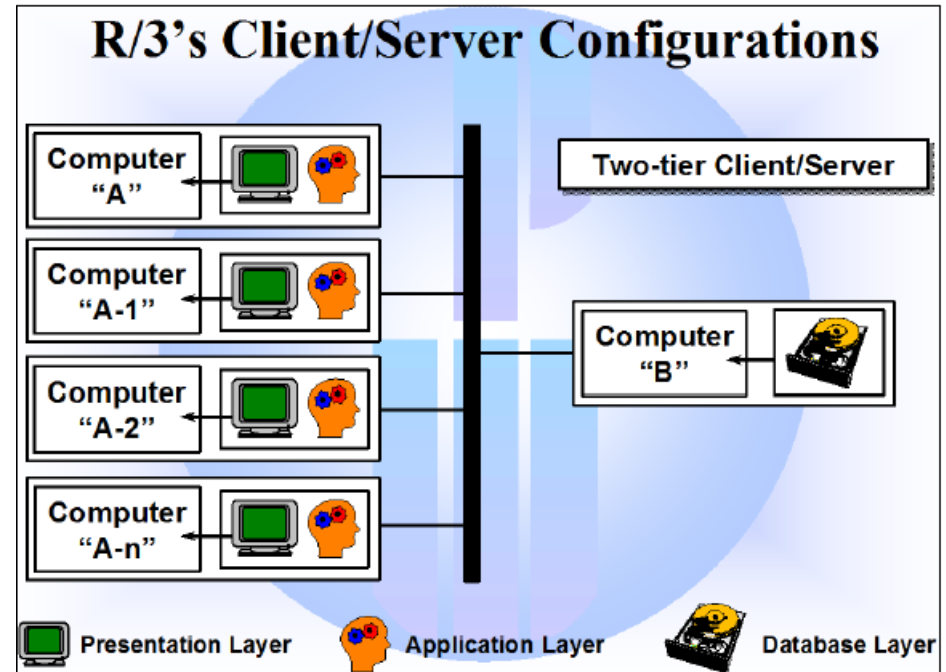 R/3's Client/Server Configurations
Two-tier Client/Server
Computer
“A”
Computer
“A-1”
Computer
“A-2”
Computer
“A-n”
Computer
“B”
Presentation Layer
Application Layer
Database Layer